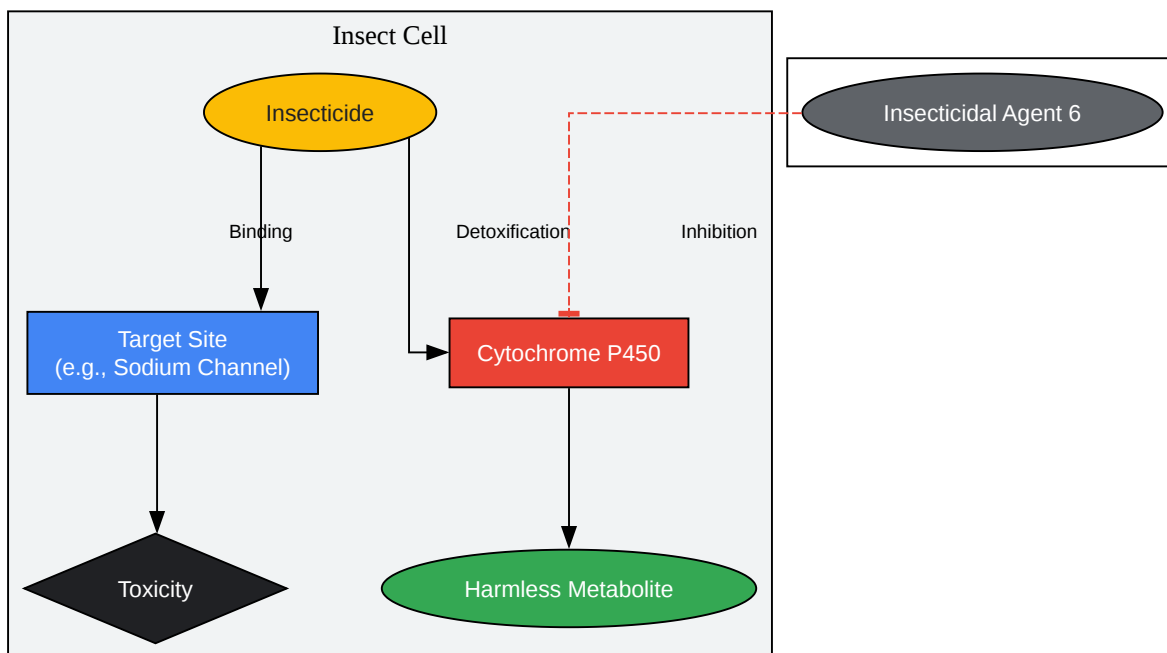 Insect Cell
Insecticide
Insecticidal Agent 6
Binding
Detoxification
Inhibition
Target Site
(e.g., Sodium Channel)
Cytochrome P450
Toxicity
Harmless Metabolite